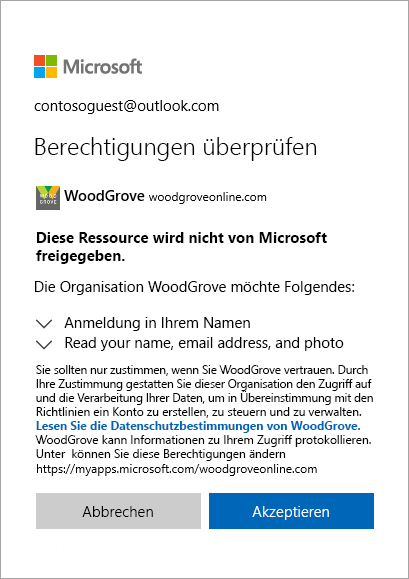 Microsoft
contosoguest@outlook.com
Berechtigungen überprüfen
WOOD
GROVE
WoodGrove woodgroveonline.com
Diese Ressource wird nicht von Microsoft
freigegeben.
Die Organisation WoodGrove möchte Folgendes:
Anmeldung in Ihrem Namen
Read your name, email address, and photo
Sie sollten nur zustimmen, wenn Sie WoodGrove vertrauen. Durch
Ihre Zustimmung gestatten Sie dieser Organisation den Zugriff auf
und die Verarbeitung Ihrer Daten, um in Übereinstimmung mit den
Richtlinien ein Konto zu erstellen, zu steuern und zu verwalten.
Lesen Sie die Datenschutzbestimmungen von WoodGrove.
WoodGrove kann Informationen zu Ihrem Zugriff protokollieren.
Unter können Sie diese Berechtigungen ändern
https://myapps.microsoft.com/woodgroveonline.com
Abbrechen
Akzeptieren